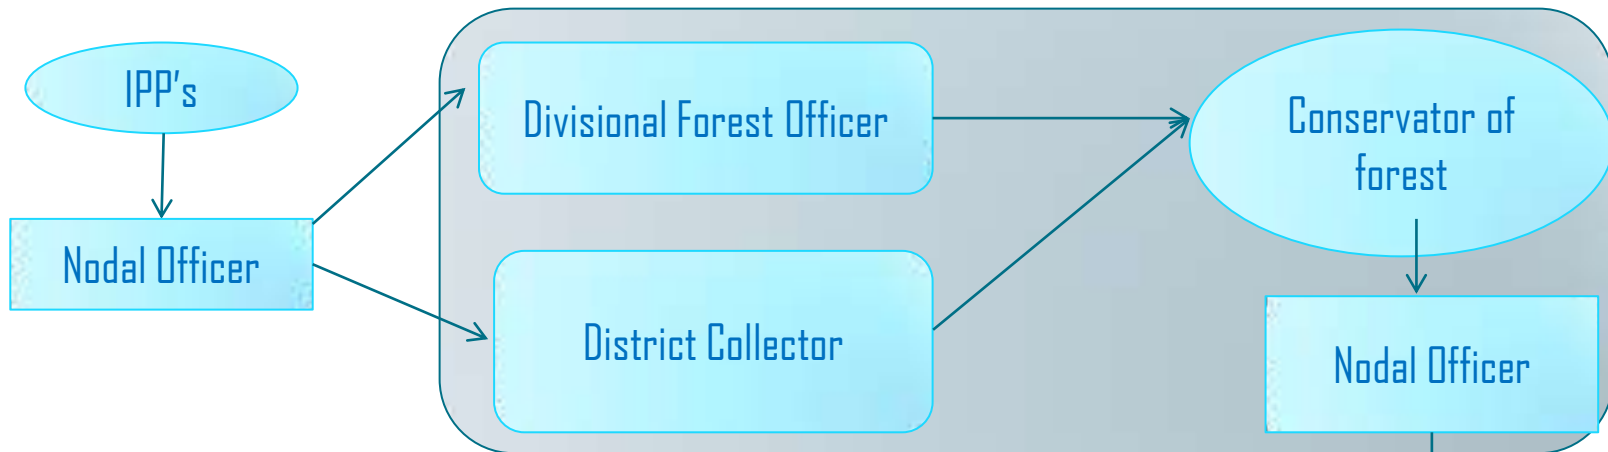 IPP's
Nodal Officer
Divisional Forest Officer
District Collector
Conservator of
forest
Nodal Officer